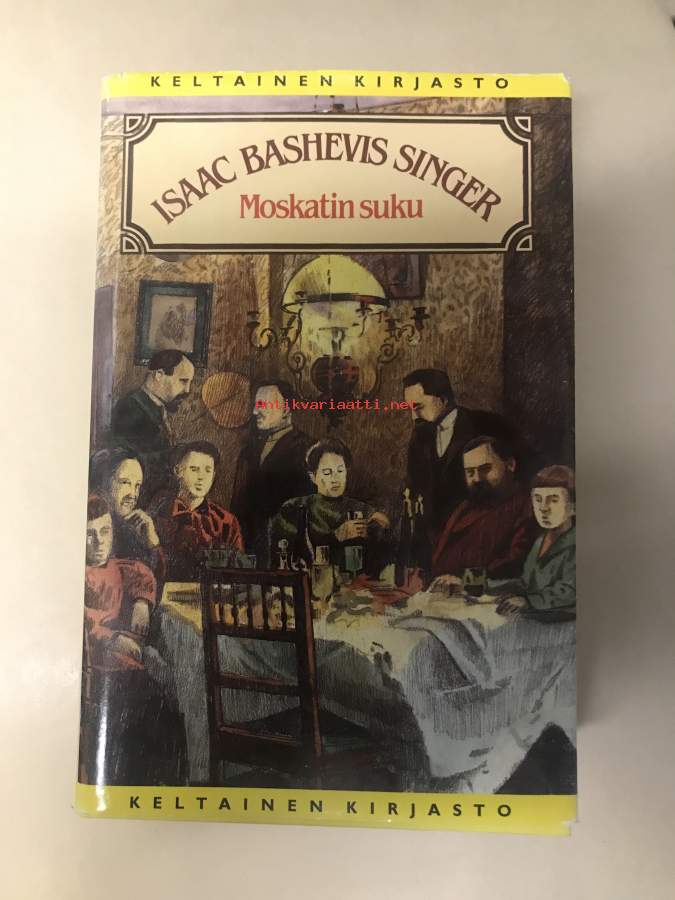 KELTAINEN KIRJASTO
ISAAC BASHEVIS SINGER
Moskatin suku
Antikvariaatti.net
KELTAINEN KIRJASTO